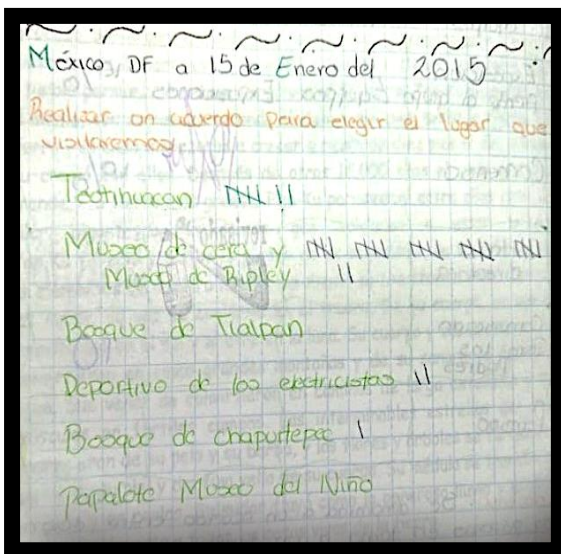 México, DF a 15 de Enero del 2015
Realizar un acuerdo para elegir el lugar que
visitaremos
Teotihuacan
Museo de cera y
Museo de Ripley
Bosque de Tlalpan
Deportivo de los electricistas
Bosque de chapultepec
Papalote Museo del Niño